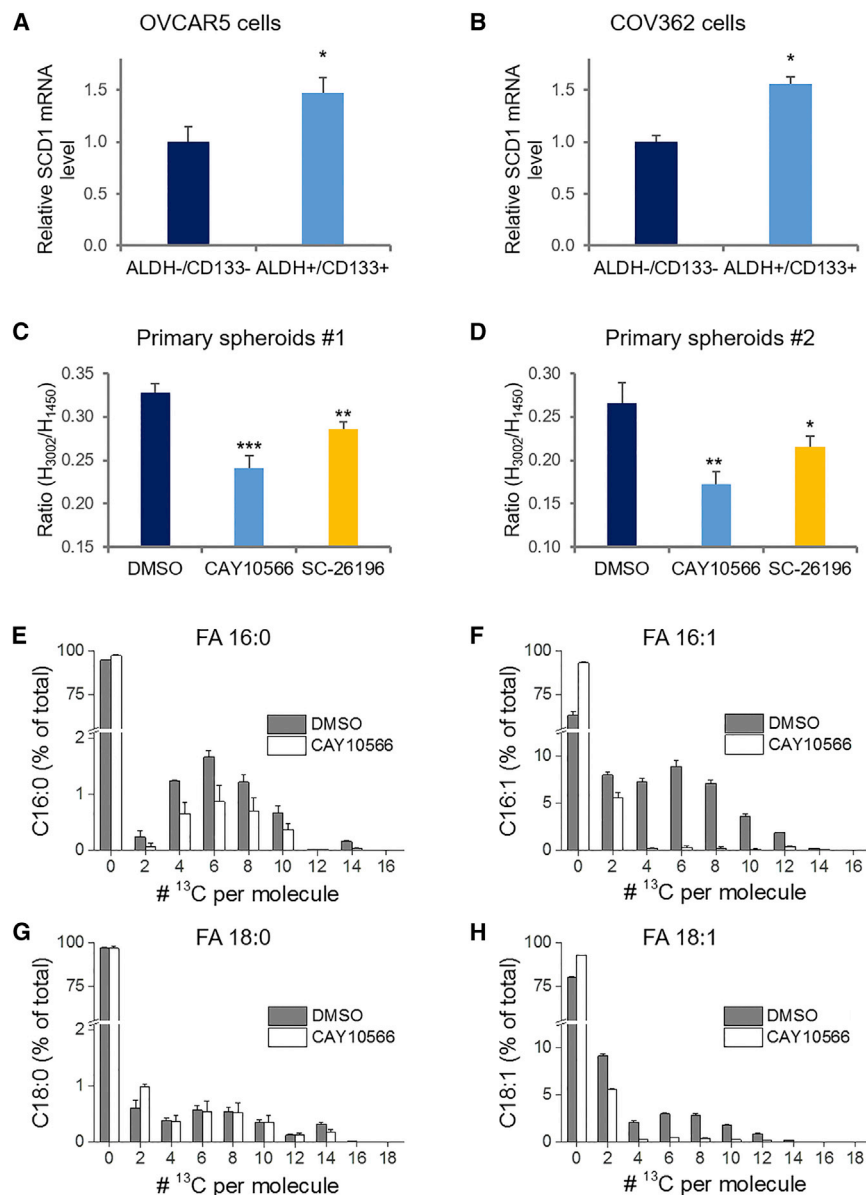 A
OVCAR5 cells
Relative SCD1 mRNA
level
*
1.5
1.0
0.5
0.0
ALDH-/CD133- ALDH+/CD133+
B
COV362 cells
Relative SCD1 mRNA
level
*
1.5
1.0
0.5
0.0
ALDH-/CD133- ALDH+/CD133+
C
Primary spheroids #1
Ratio (H3002/H1450)
0.35
0.30
0.25
0.20
0.15
***
**
DMSO CAY10566 SC-26196
D
Primary spheroids #2
Ratio (H3002/H1450)
0.35
0.30
0.25
0.20
0.15
0.10
**
*
DMSO CAY10566 SC-26196
E
FA 16:0
C16:0 (% of total)
100
75
2
1
0
DMSO
CAY10566
0 2 4 6 8 10 12 14 16
# 13C per molecule
F
FA 16:1
C16:1 (% of total)
100
75
10
5
0
DMSO
CAY10566
0 2 4 6 8 10 12 14 16
# 13C per molecule
G
FA 18:0
C18:0 (% of total)
100
75
2
1
0
DMSO
CAY10566
0 2 4 6 8 10 12 14 16 18
# 13C per molecule
H
FA 18:1
C18:1 (% of total)
100
75
10
5
0
DMSO
CAY10566
0 2 4 6 8 10 12 14 16 18
# 13C per molecule